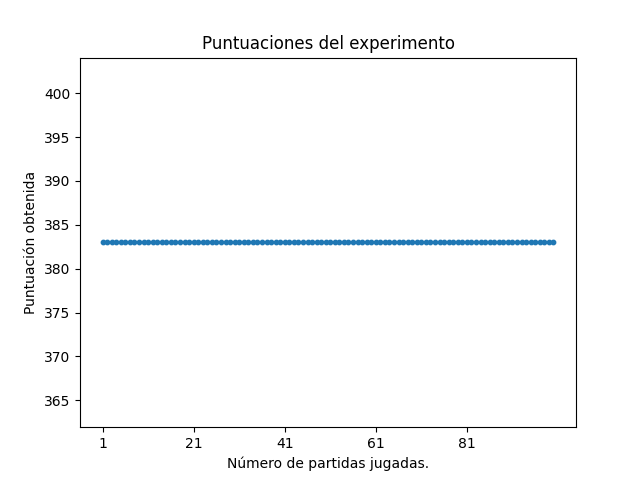 Puntuaciones del experimento
400
395
390
385
380
375
370
365
Puntuación obtenida
1 21 41 61 81
Número de partidas jugadas.